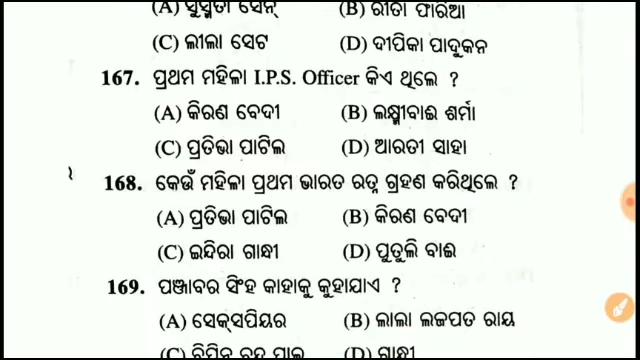 (A) ସୁସ୍ମିତା ସେନ୍ (B) ରୀତା ଫାରିଆ
(C) ଲୀଲା ସେଟ (D) ଦୀପିକା ପାଦୁକନ
167. ପ୍ରଥମ ମହିଳା I.P.S. Officer କିଏ ଥିଲେ ?
(A) କିରଣ ବେଦୀ (B) ଲକ୍ଷ୍ମୀବାଈ ଶର୍ମା
(C) ପ୍ରତିଭା ପାଟିଲ (D) ଆରତୀ ସାହା
168. କେଉଁ ମହିଳା ପ୍ରଥମ ଭାରତ ରତ୍ନ ଗ୍ରହଣ କରିଥିଲେ ?
(A) ପ୍ରତିଭା ପାଟିଲ (B) କିରଣ ବେଦୀ
(C) ଇନ୍ଦିରା ଗାନ୍ଧୀ (D) ପୁତୁଲି ବାଈ
169. ପଞ୍ଜାବର ସିଂହ କାହାକୁ କୁହାଯାଏ ?
(A) ସେକ୍ସପିୟର (B) ଲାଲା ଲଜପତ ରାୟ
(C) ବିପିନ ଚନ୍ଦ୍ର ପାଲ (D) ଗାନ୍ଧୀ